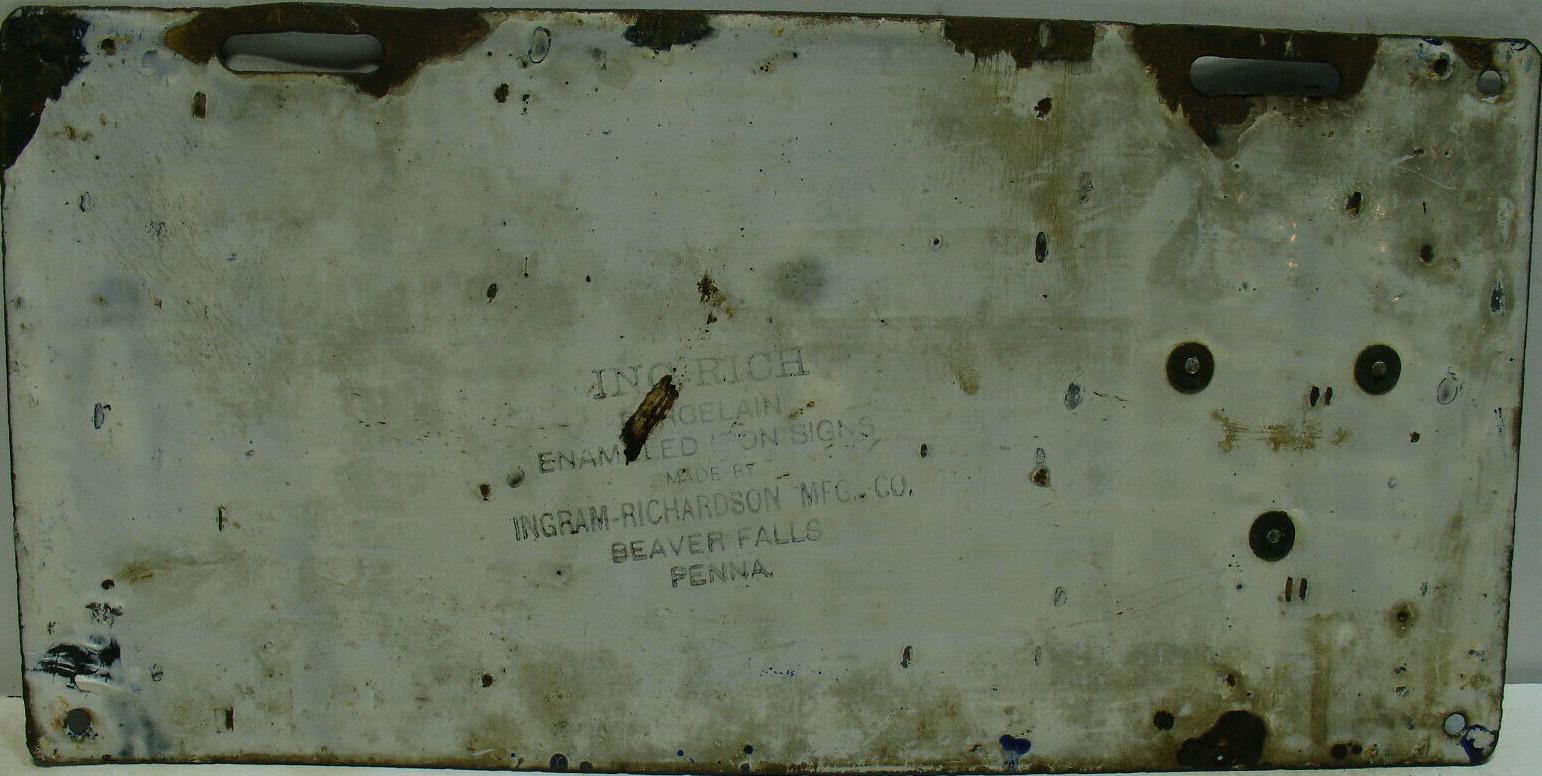 ING-RICH
PORCELAIN
ENAMELED IRON SIGNS
MADE BY
INGRAM-RICHARDSON MFG. CO.
BEAVER FALLS
PENNA.